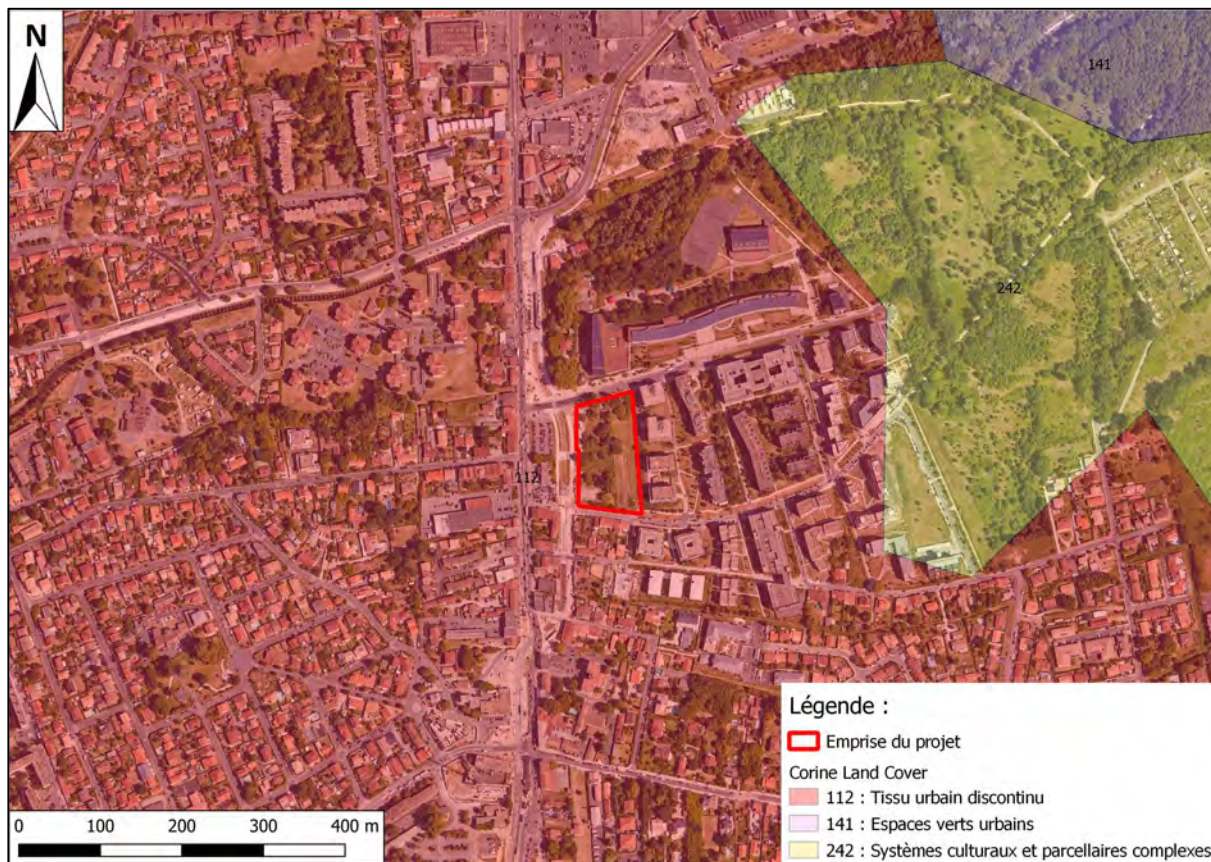 N
141
242
112
Légende :
Emprise du projet
Corine Land Cover
112 : Tissu urbain discontinu
141 : Espaces verts urbains
242 : Systèmes culturaux et parcellaires complexes
0 100 200 300 400 m